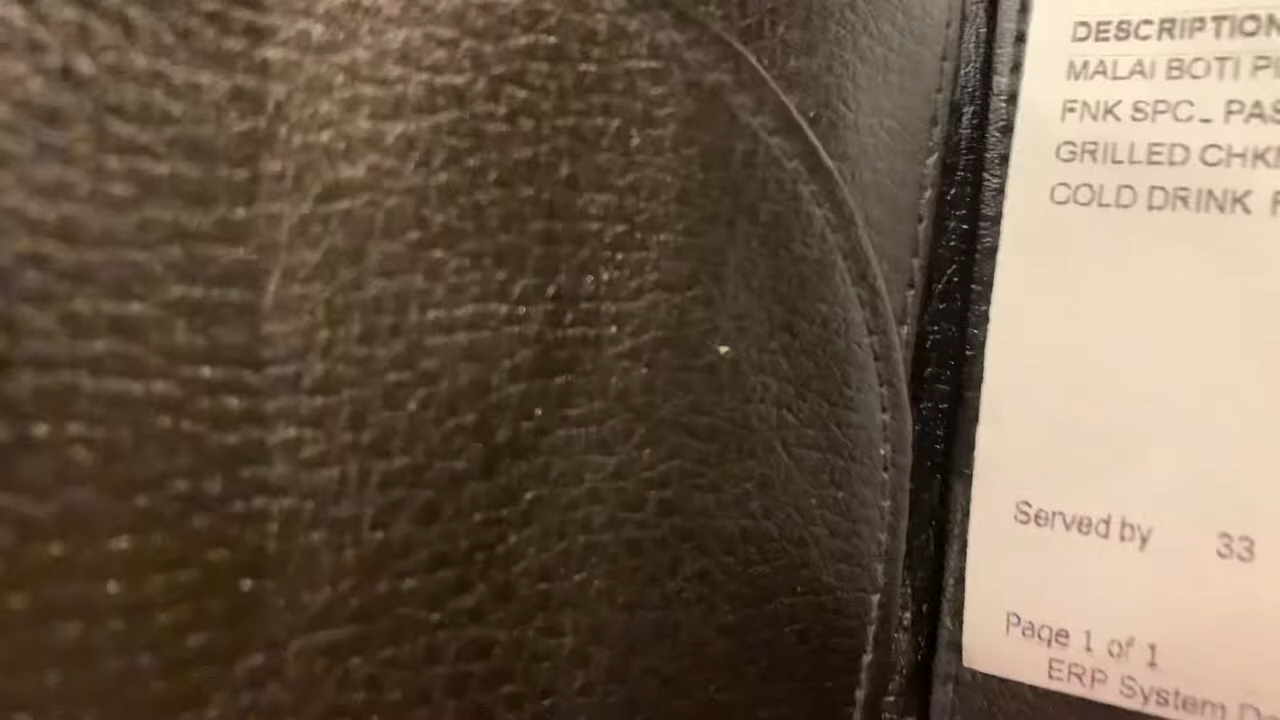 DESCRIPTION
MALAI BOTI
FNK SPC_
GRILLED
COLD DRINK
Served by 33
Page 1 of 1
ERP System